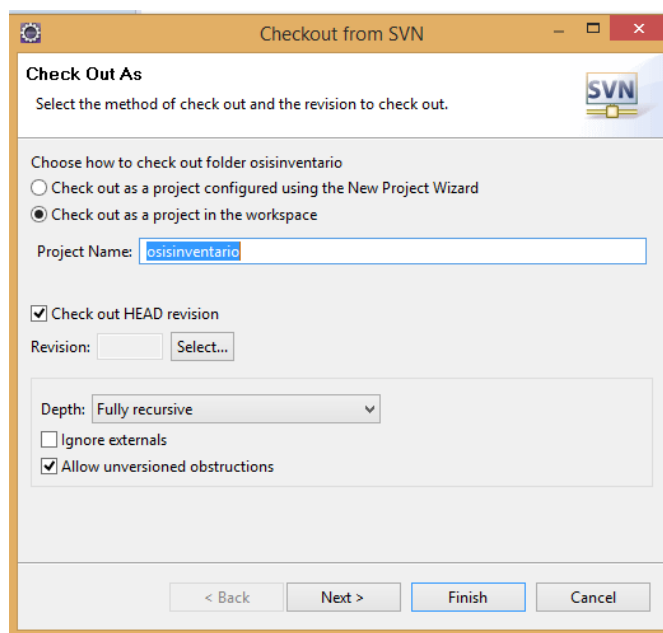 Checkout from SVN
Check Out As
Select the method of check out and the revision to check out.
SVN
Choose how to check out folder osisinventario
Check out as a project configured using the New Project Wizard
Check out as a project in the workspace
Project Name: osisinventario
Check out HEAD revision
Revision: Select...
Depth: Fully recursive
Ignore externals
Allow unversioned obstructions
< Back Next > Finish Cancel